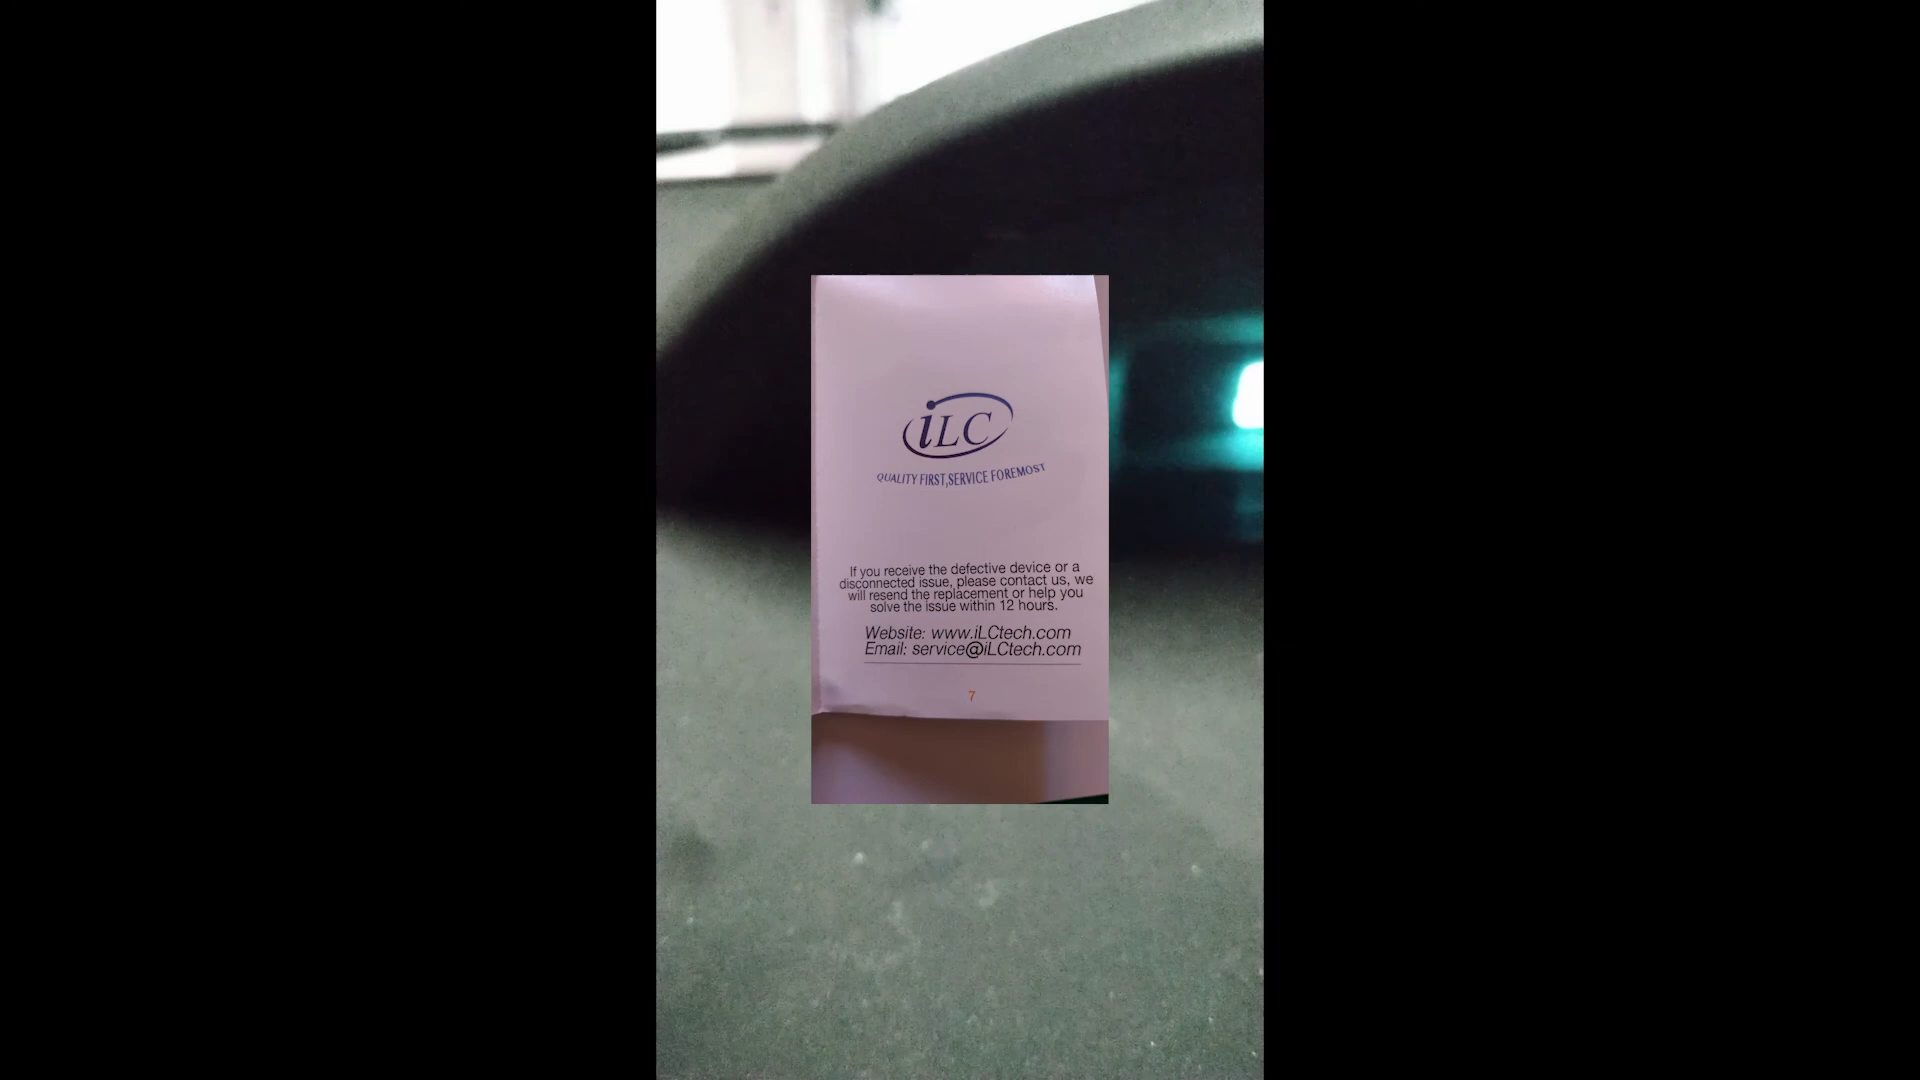 iLC
QUALITY FIRST,SERVICE FOREMOST
If you receive the defective device or a
disconnected issue, please contact us, we
will resend the replacement or help you
solve the issue within 12 hours.
Website: www.iLCtech.com
Email: service@iLCtech.com
7